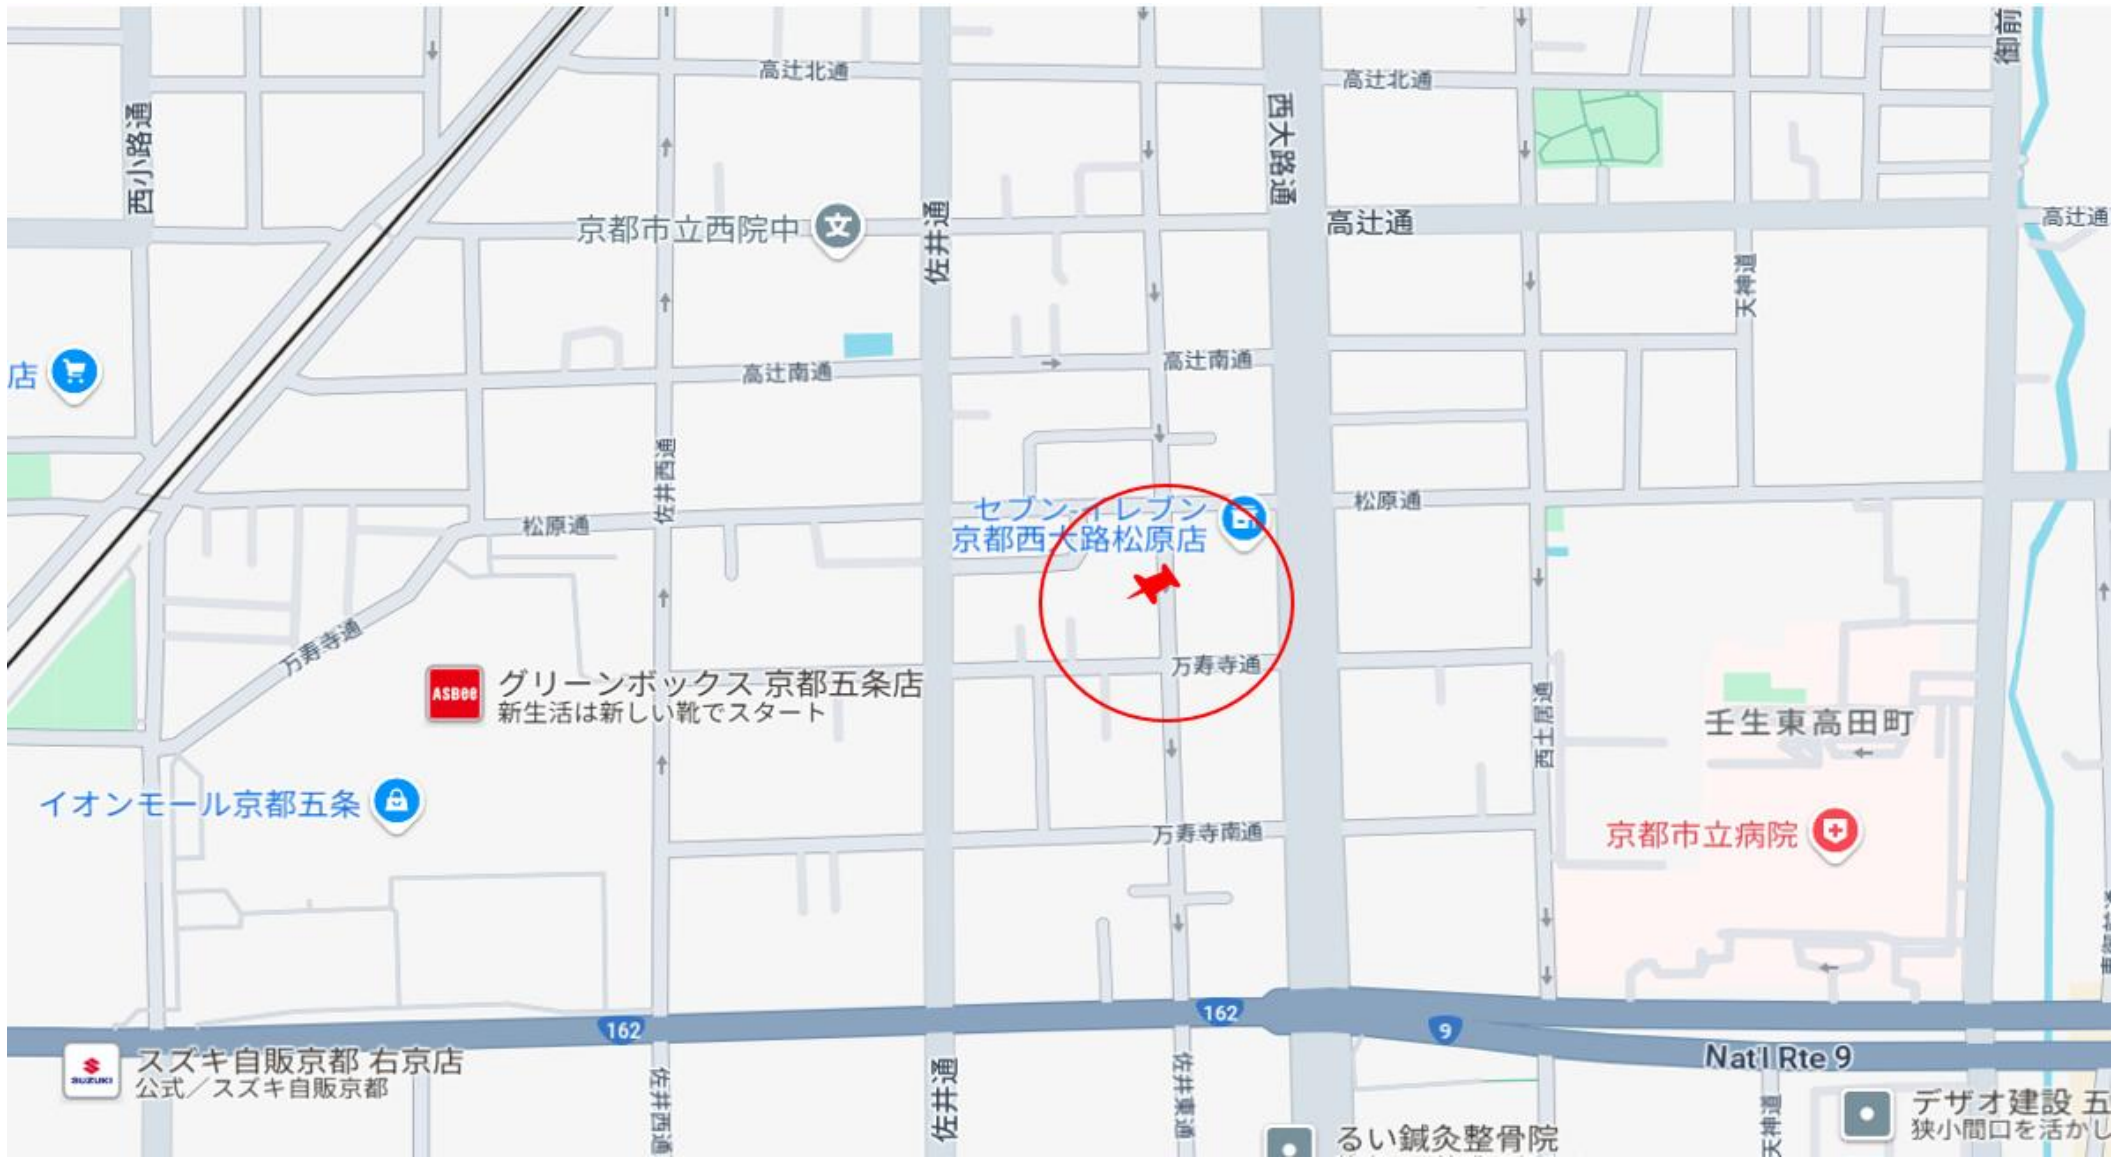 御前
高辻北通
高辻北通
西小路通
西大路通
京都市立西院中
文
佐井通
高辻通
高辻通
天神道
店
高辻南通
高辻南通
佐井西通
セブン-イレブン
京都西大路松原店
松原通
松原通
万寿寺通
万寿寺通
ASBee
グリーンボックス 京都五条店
新生活は新しい靴でスタート
西土居通
壬生東高田町
イオンモール京都五条
万寿寺南通
京都市立病院
162
162
9
Nat'l Rte 9
SUZUKI
スズキ自販京都 右京店
公式／スズキ自販京都
佐井西通
佐井通
佐井東通
天神道
デザオ建設 五
狭小間口を活かし
るい鍼灸整骨院